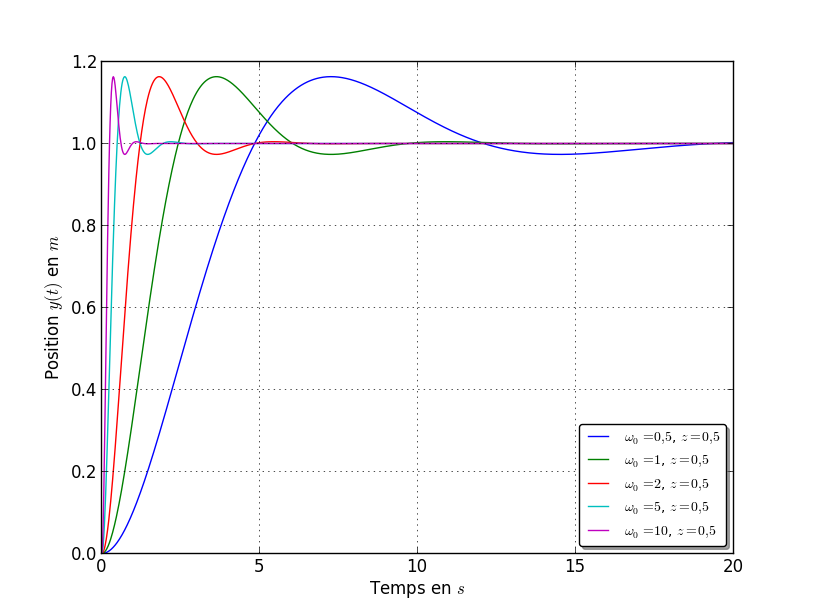 1.2
1.0
0.8
0.6
0.4
0.2
0.0
Position y(t) en m
0
5
10
15
20
Temps en s
ω₀ =0,5, z=0,5
ω₀ =1, z=0,5
ω₀ =2, z=0,5
ω₀ =5, z=0,5
ω₀ =10, z=0,5